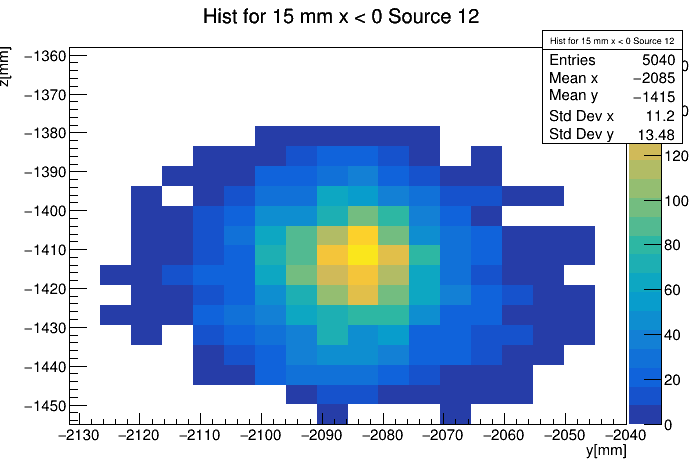 Hist for 15 mm x < 0 Source 12
Hist for 15 mm x < 0 Source 12
Entries 5040
Mean x −2085
Mean y −1415
Std Dev x 11.2
Std Dev y 13.48
z[mm]
−1360
−1370
−1380
−1390
−1400
−1410
−1420
−1430
−1440
−1450
−2130 −2120 −2110 −2100 −2090 −2080 −2070 −2060 −2050 −2040
y[mm]
120
100
80
60
40
20
0